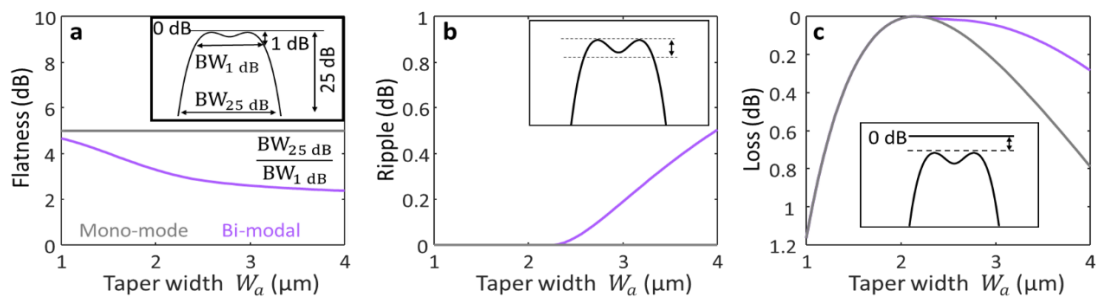 a
Flatness (dB)
10
8
6
4
2
0
0 dB
1 dB
BW1 dB
BW25 dB
25 dB
BW25 dB
BW1 dB
Mono-mode
Bi-modal
1
2
3
4
Taper width Wa (μm)
b
Ripple (dB)
1
0.8
0.6
0.4
0.2
0
1
2
3
4
Taper width Wa (μm)
c
Loss (dB)
0
0.2
0.4
0.6
0.8
1
1.2
0 dB
1
2
3
4
Taper width Wa (μm)